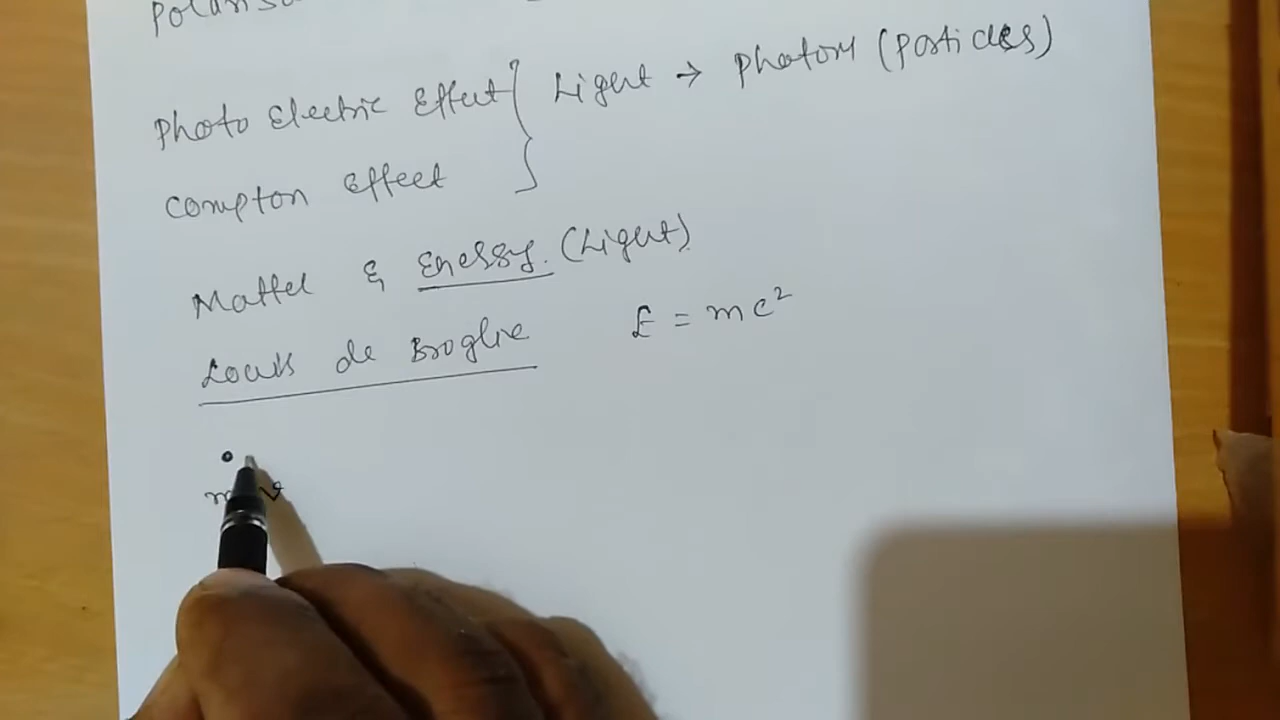 Photo Electric Effect } Light → Photon (Particles)
Compton Effect
Matter & Energy. (Light)
Louis de Broglie E = mc²
m v